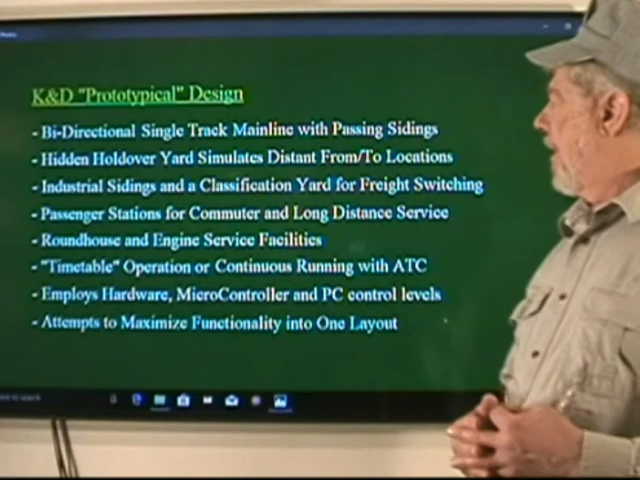 K&D "Prototypical" Design
- Bi-Directional Single Track Mainline with Passing Sidings
- Hidden Holdover Yard Simulates Distant From/To Locations
- Industrial Sidings and a Classification Yard for Freight Switching
- Passenger Stations for Commuter and Long Distance Service
- Roundhouse and Engine Service Facilities
- "Timetable" Operation or Continuous Running with ATC
- Employs Hardware, MicroController and PC control levels
- Attempts to Maximize Functionality into One Layout